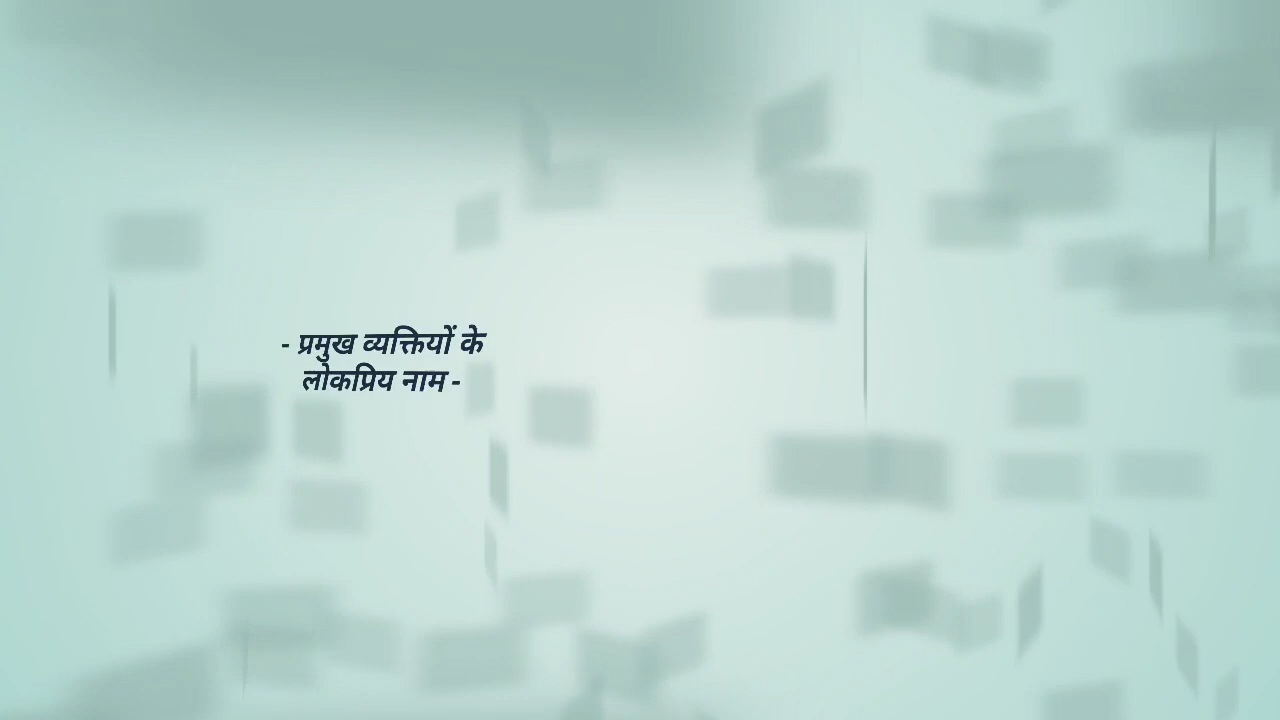 - प्रमुख व्यक्तियों के
लोकप्रिय नाम -